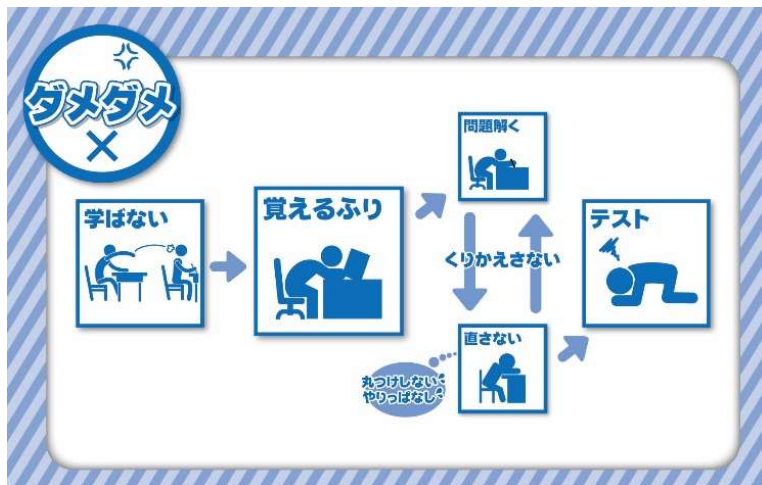 ダメダメ
×
学ばない
覚えるふり
問題解く
くりかえさない
直さない
丸つけしない
やりっぱなし
テスト